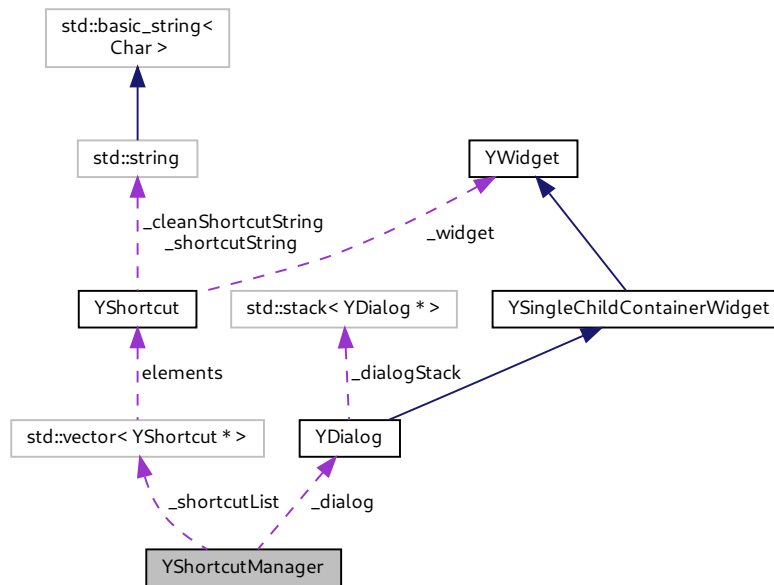 std::basic_string<
Char >
std::string
YWidget
_cleanShortcutString
_shortcutString
_widget
YShortcut
std::stack< YDialog * >
YSingleChildContainerWidget
elements
_dialogStack
std::vector< YShortcut * >
YDialog
_shortcutList
_dialog
YShortcutManager